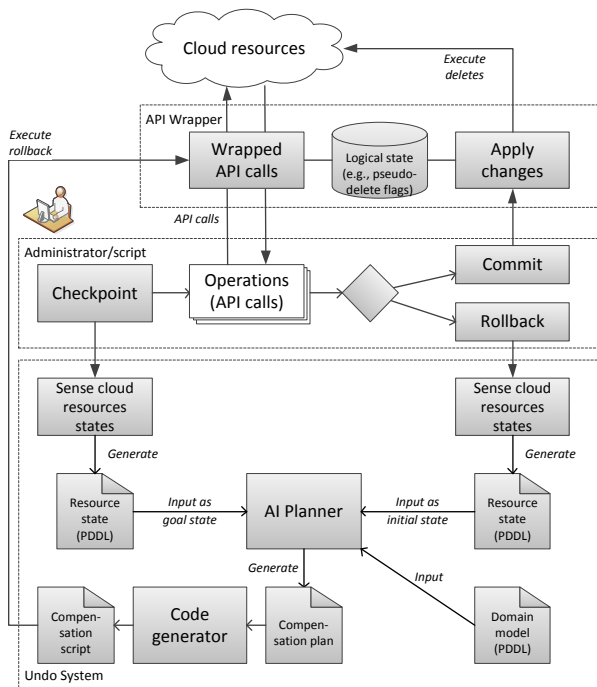 Cloud resources
Execute
deletes
API Wrapper
Execute
rollback
Wrapped
API calls
Logical state
(e.g., pseudo-
delete flags)
Apply
changes
API calls
Administrator/script
Checkpoint
Operations
(API calls)
Commit
Rollback
Sense cloud
resources
states
Sense cloud
resources
states
Generate
Generate
Resource
state
(PDDL)
Input as
goal state
AI Planner
Input as
initial state
Resource
state
(PDDL)
Generate
Input
Compen-
sation
script
Code
generator
Compen-
sation plan
Domain
model
(PDDL)
Undo System